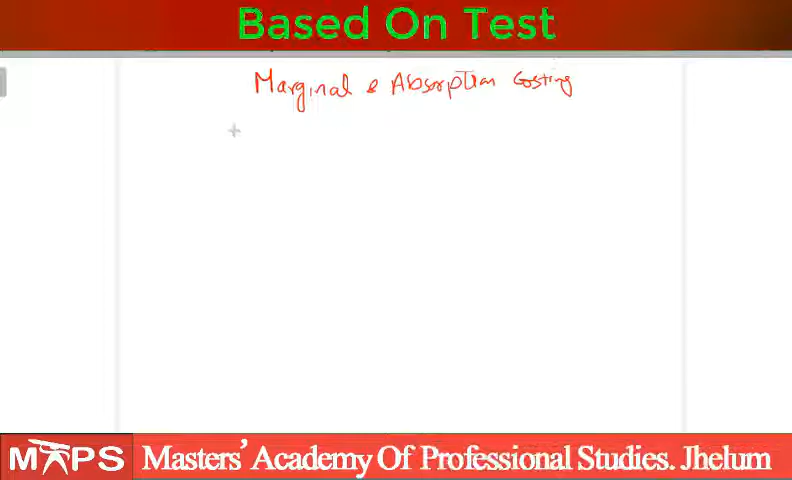 Based On Test
Marginal & Absorption Costing
MAPS Masters' Academy Of Professional Studies. Jhelum